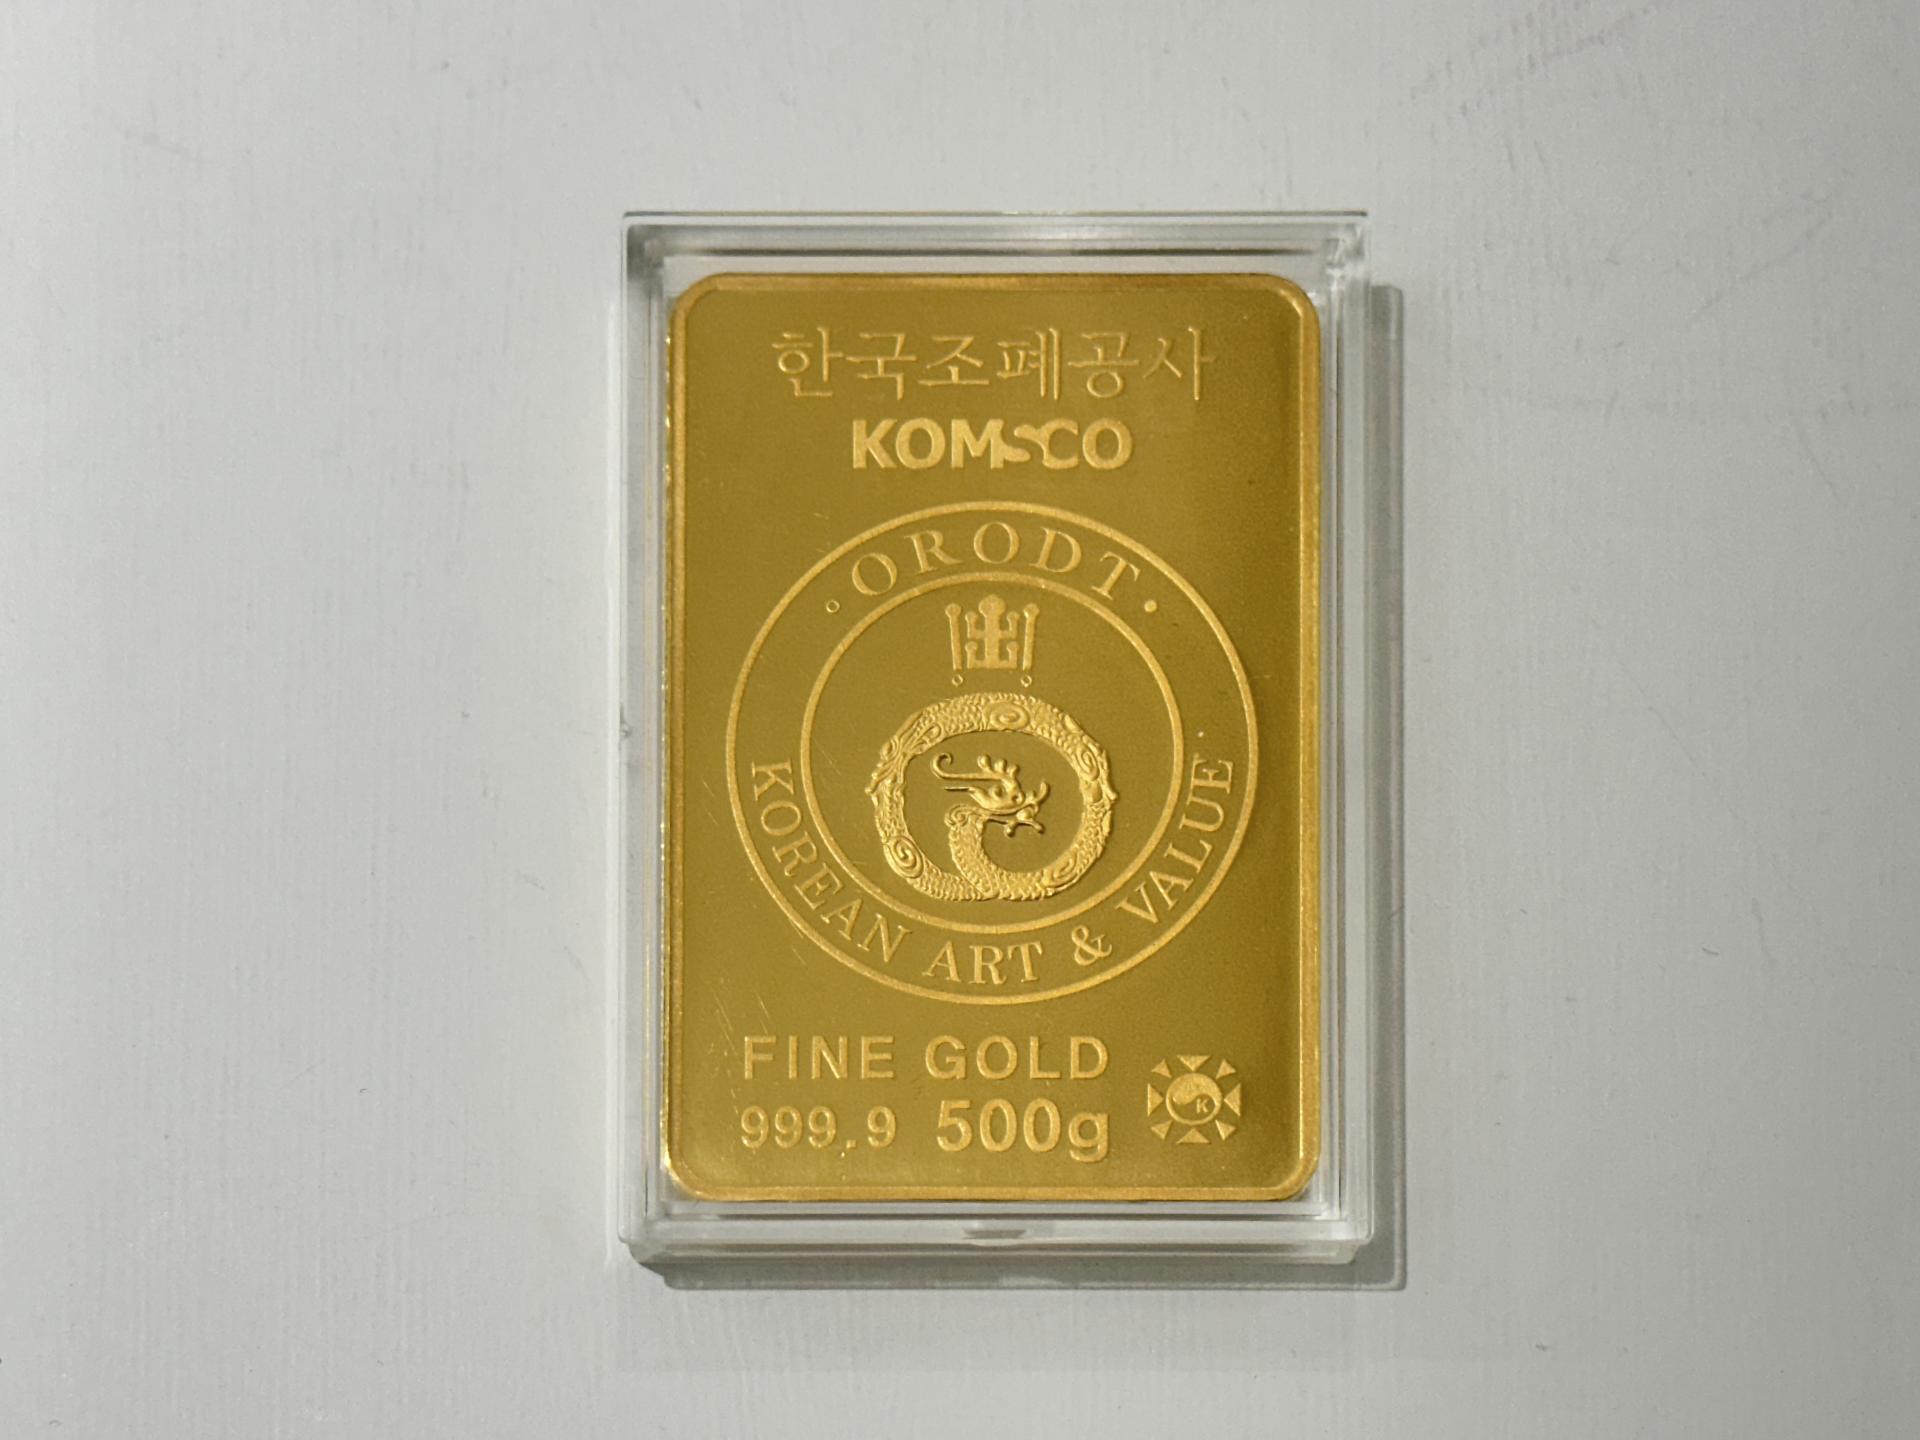 한국조폐공사
KOMSCO
· ORODT ·
KOREAN ART & VALUE
FINE GOLD
999.9 500g
K